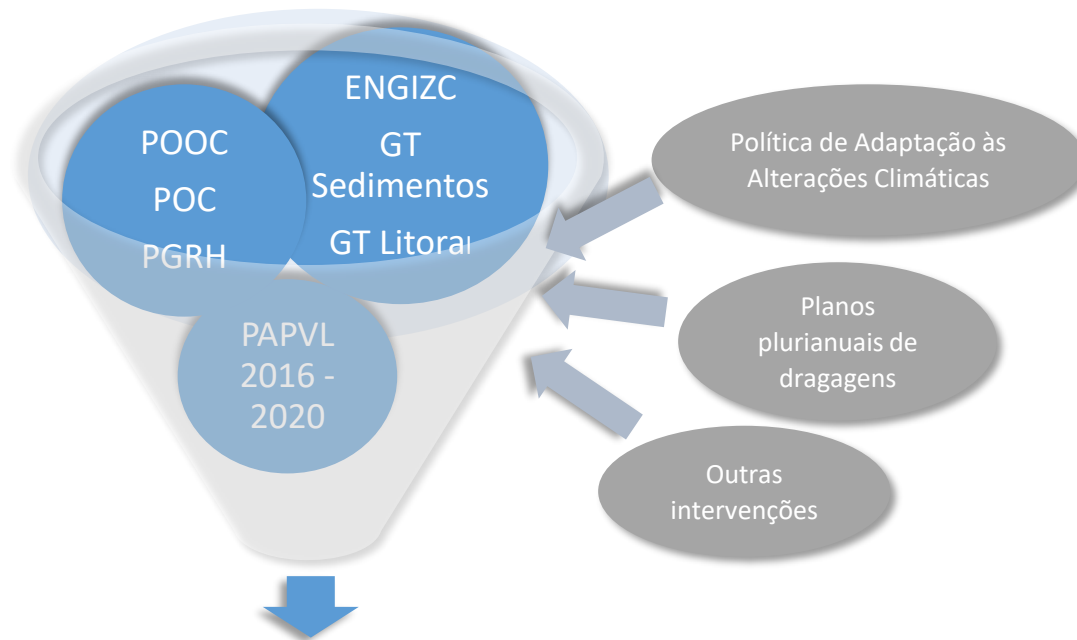 POOC
POC
PGRH
ENGIZC
GT
Sedimentos
GT Litoral
PAPVL
2016 -
2020
Política de Adaptação às
Alterações Climáticas
Planos
plurianuais de
dragagens
Outras
intervenções